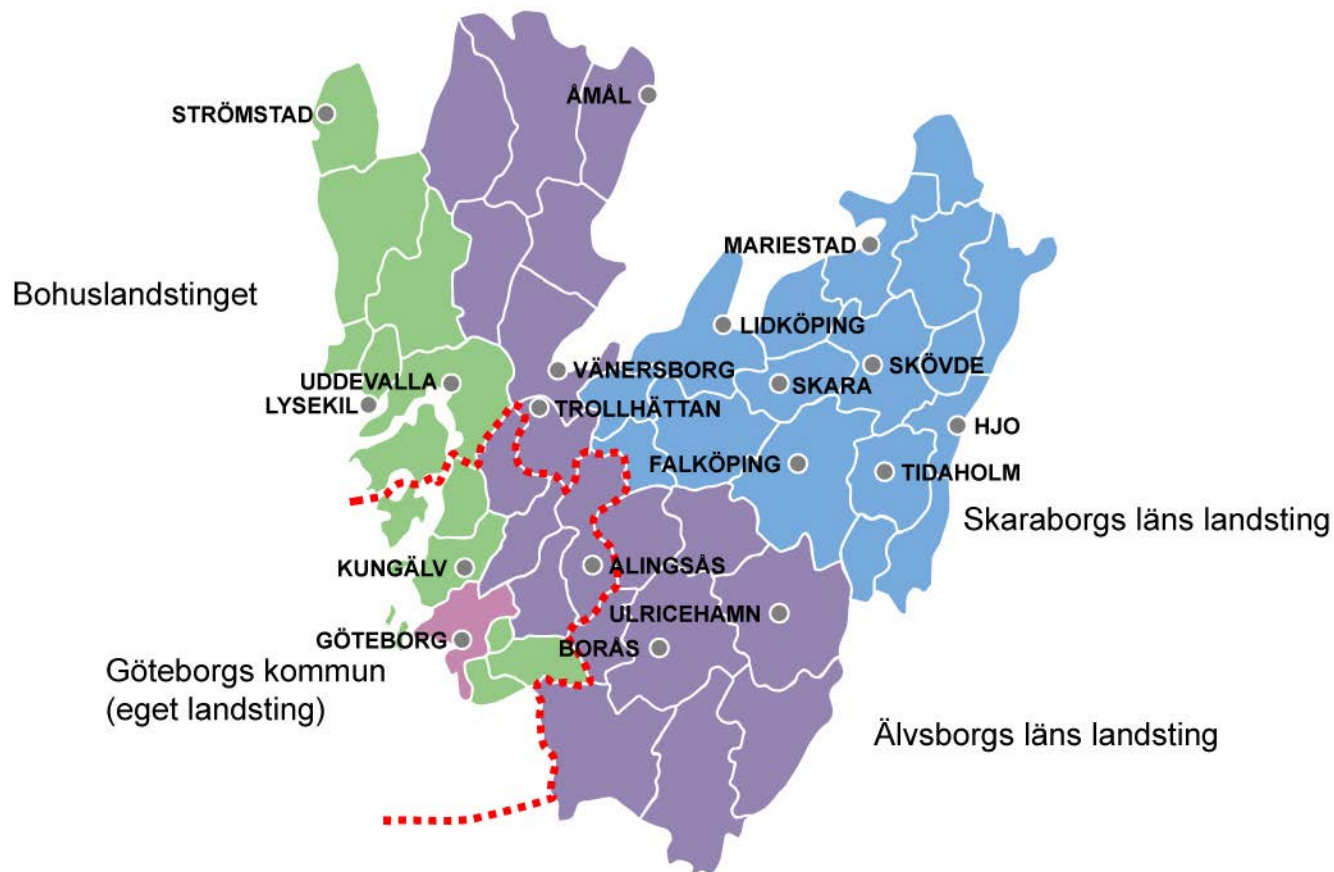 ÅMÅL
STRÖMSTAD
MARIESTAD
Bohuslandstinget
LIDKÖPING
VÄNERSBORG
SKÖVDE
UDDEVALLA
SKARA
LYSEKIL
TROLLHÄTTAN
HJO
FALKÖPING
TIDAHOLM
Skaraborgs läns landsting
KUNGÄLV
ALINGSÅS
ULRICEHAMN
GÖTEBORG
BORÅS
Göteborgs kommun
(eget landsting)
Älvsborgs läns landsting